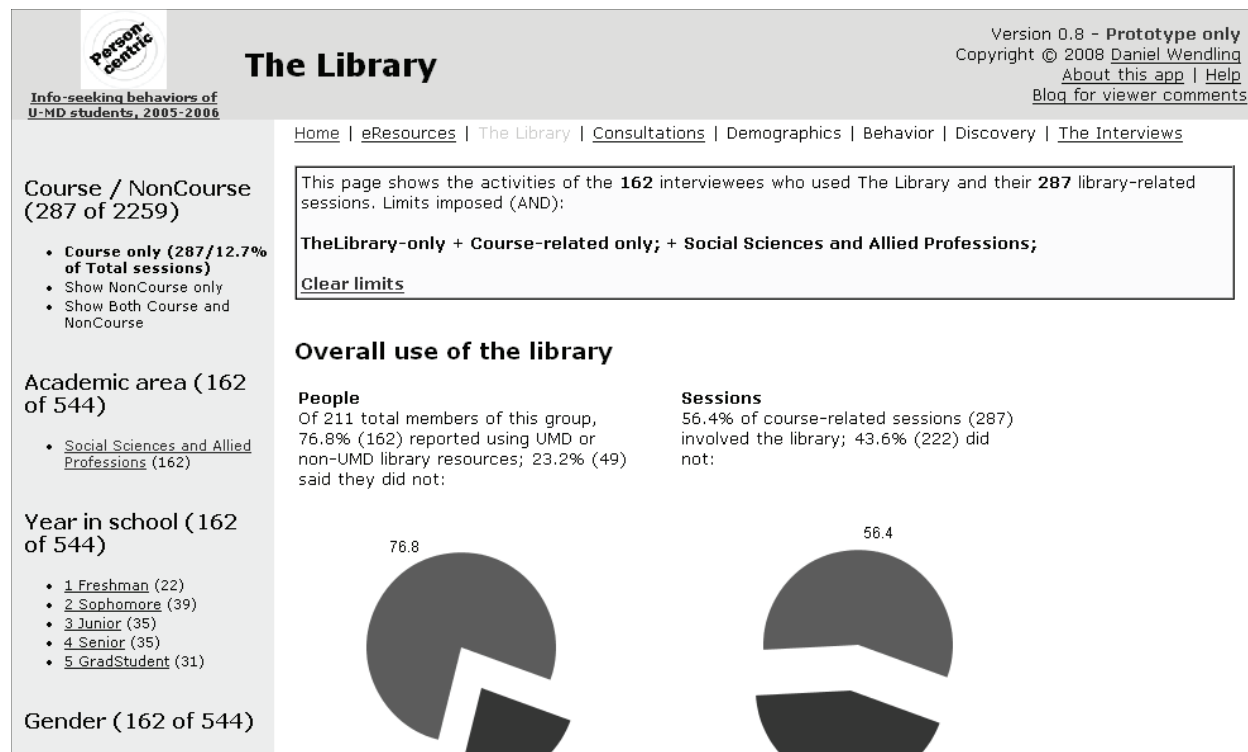 Person-
centric
Info-seeking behaviors of
U-MD students, 2005-2006
The Library
Version 0.8 - Prototype only
Copyright © 2008 Daniel Wendling
About this app | Help
Blog for viewer comments
Home | eResources | The Library | Consultations | Demographics | Behavior | Discovery | The Interviews
Course / NonCourse
(287 of 2259)
• Course only (287/12.7%
of Total sessions)
• Show NonCourse only
• Show Both Course and
NonCourse
Academic area (162
of 544)
• Social Sciences and Allied
Professions (162)
Year in school (162
of 544)
• 1 Freshman (22)
• 2 Sophomore (39)
• 3 Junior (35)
• 4 Senior (35)
• 5 GradStudent (31)
Gender (162 of 544)
This page shows the activities of the 162 interviewees who used The Library and their 287 library-related
sessions. Limits imposed (AND):
TheLibrary-only + Course-related only; + Social Sciences and Allied Professions;
Clear limits
Overall use of the library
People
Of 211 total members of this group,
76.8% (162) reported using UMD or
non-UMD library resources; 23.2% (49)
said they did not:
76.8
Sessions
56.4% of course-related sessions (287)
involved the library; 43.6% (222) did
not:
56.4